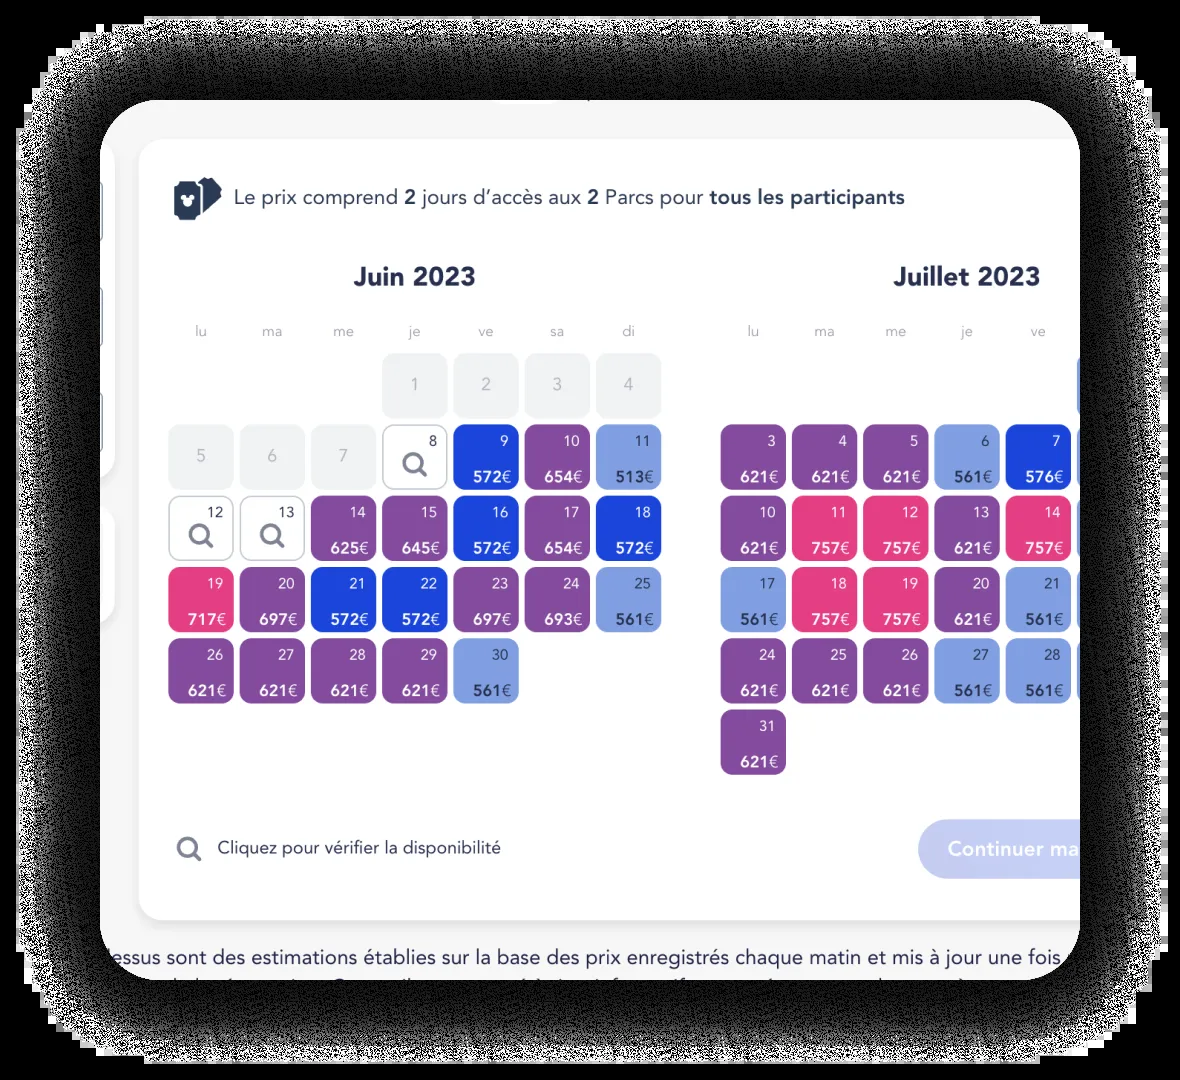 Le prix comprend 2 jours d’accès aux 2 Parcs pour tous les participants
Juin 2023
lu ma me je ve sa di
1 2 3 4
5 6 7 8 9 10 11
572€ 654€ 513€
12 13 14 15 16 17 18
625€ 645€ 572€ 654€ 572€
19 20 21 22 23 24 25
717€ 697€ 572€ 572€ 697€ 693€ 561€
26 27 28 29 30
621€ 621€ 621€ 621€ 561€
Juillet 2023
lu ma me je ve
3 4 5 6 7
621€ 621€ 621€ 561€ 576€
10 11 12 13 14
621€ 757€ 757€ 621€ 757€
17 18 19 20 21
561€ 757€ 757€ 621€ 561€
24 25 26 27 28
621€ 621€ 621€ 561€ 561€
31
621€
Cliquez pour vérifier la disponibilité
Continuer ma
essus sont des estimations établies sur la base des prix enregistrés chaque matin et mis à jour une fois